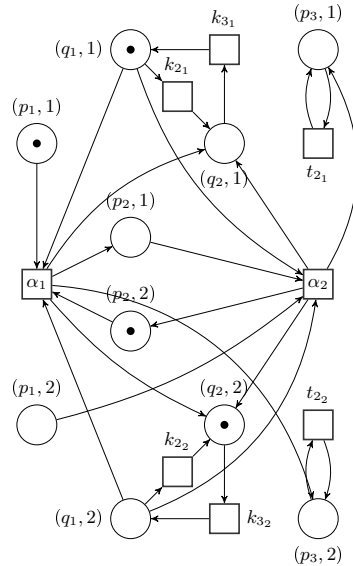 (q₁, 1)
k₃₁
(p₃, 1)
k₂₁
(p₁, 1)
t₂₁
(q₂, 1)
(p₂, 1)
α₁
α₂
(p₂, 2)
(p₁, 2)
(q₂, 2)
t₂₂
k₂₂
(q₁, 2)
k₃₂
(p₃, 2)